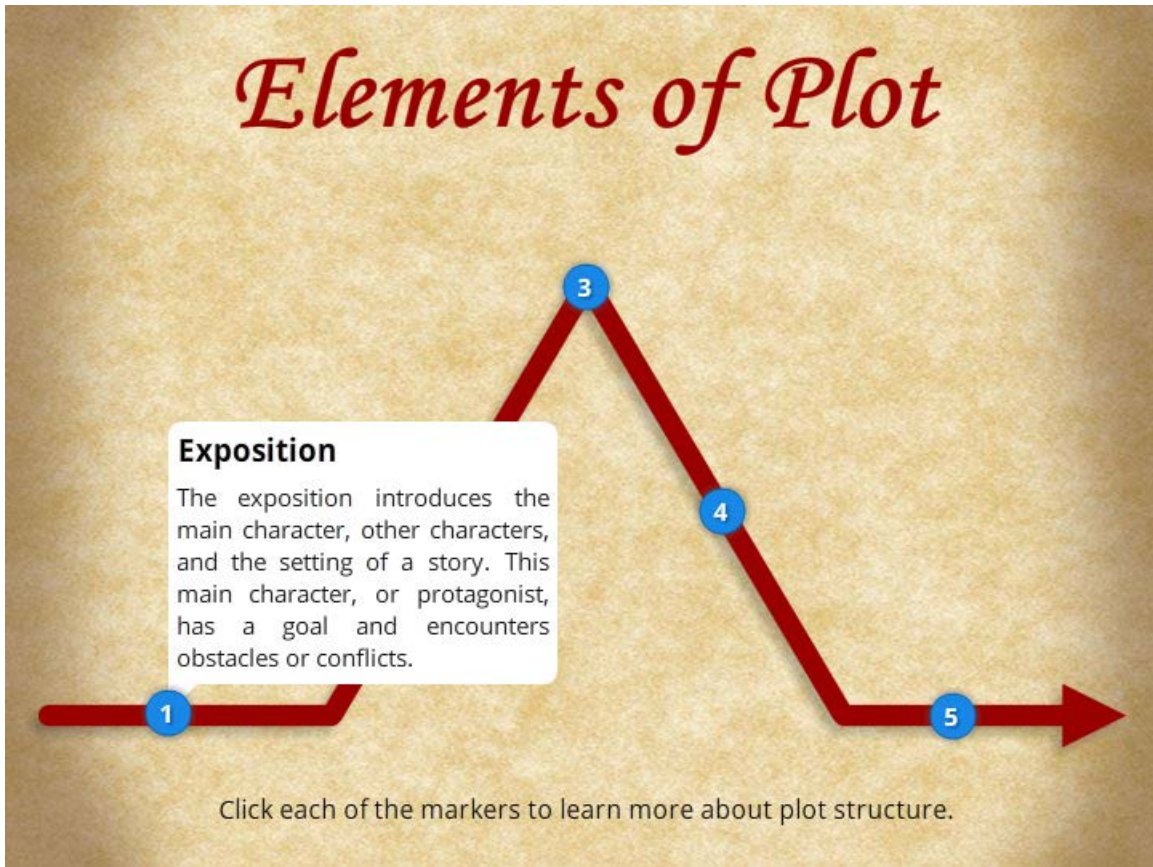 Elements of Plot
3
Exposition
The exposition introduces the
main character, other characters,
and the setting of a story. This
main character, or protagonist,
has a goal and encounters
obstacles or conflicts.
4
1
5
Click each of the markers to learn more about plot structure.